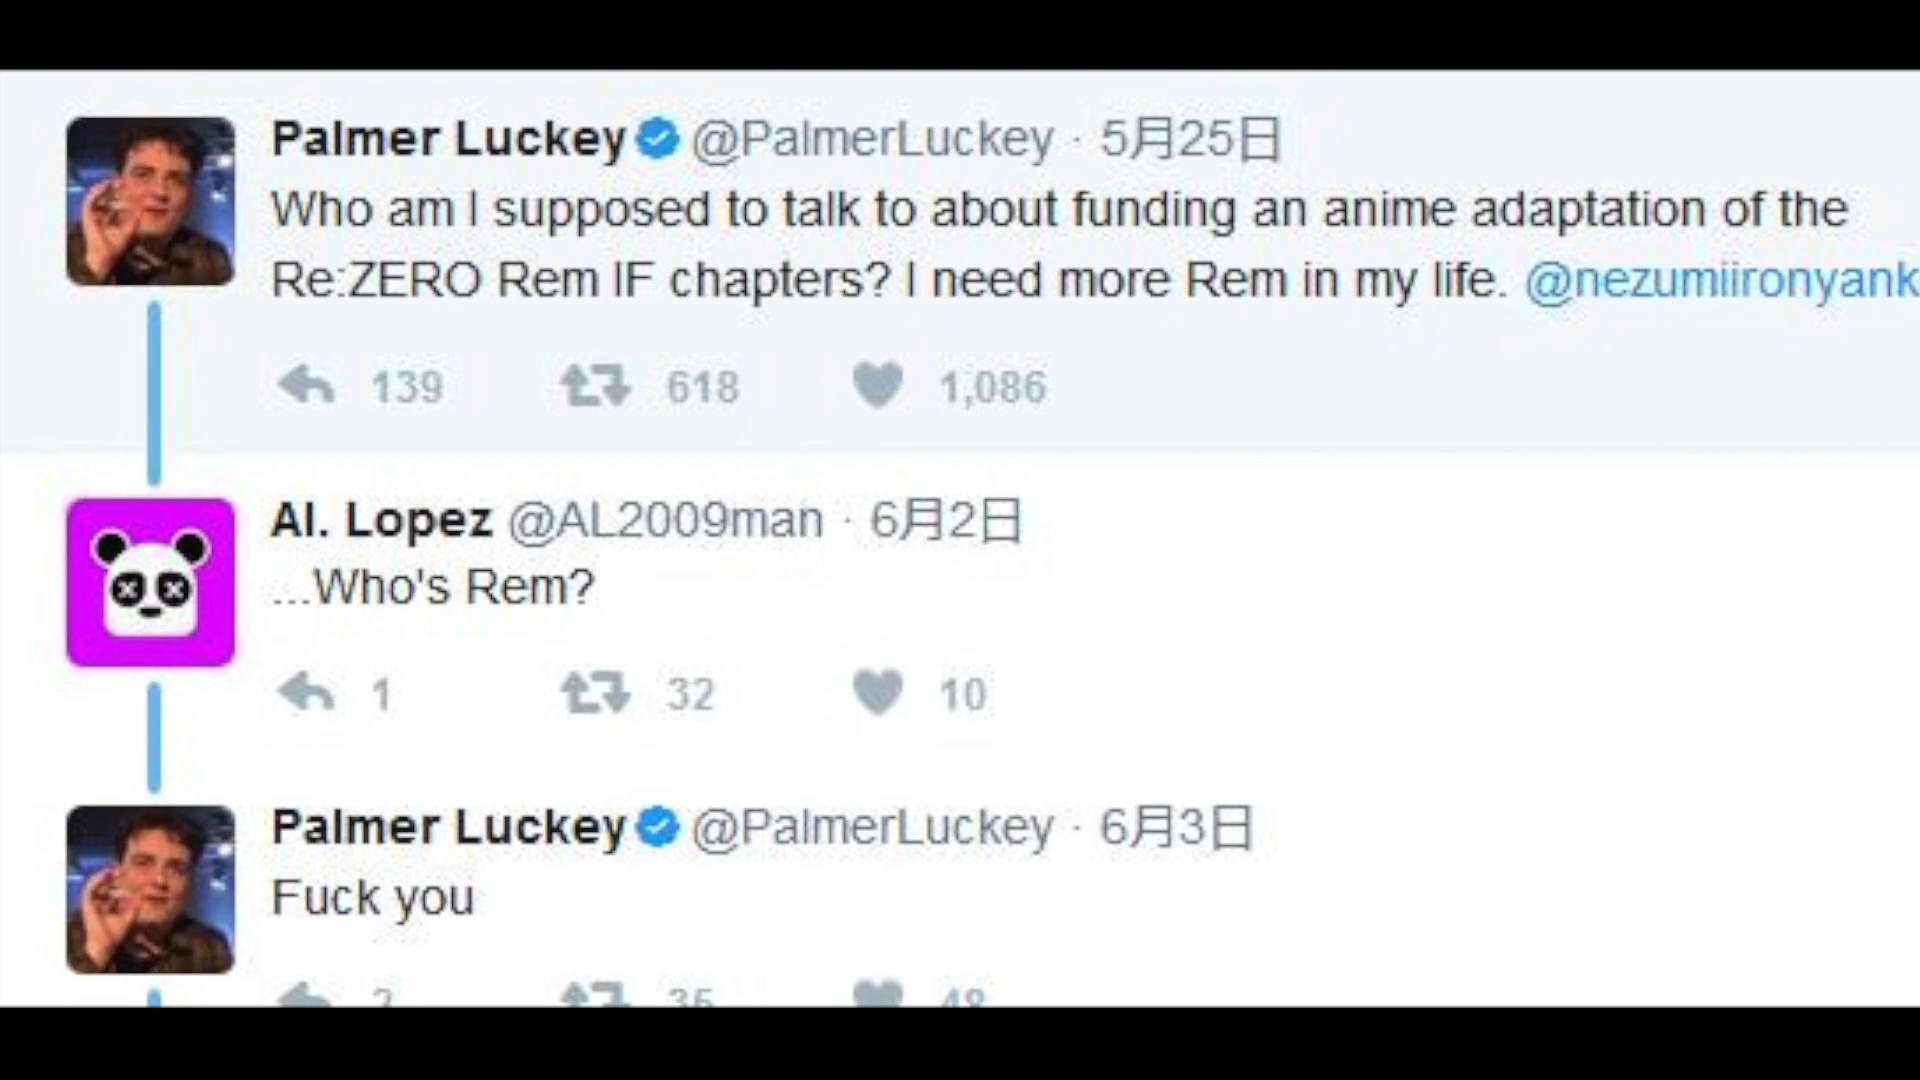 Palmer Luckey @PalmerLuckey · 5月25日
Who am I supposed to talk to about funding an anime adaptation of the
Re:ZERO Rem IF chapters? I need more Rem in my life. @nezumiironyank
139 618 1,086
Al. Lopez @AL2009man · 6月2日
...Who's Rem?
1 32 10
Palmer Luckey @PalmerLuckey · 6月3日
Fuck you